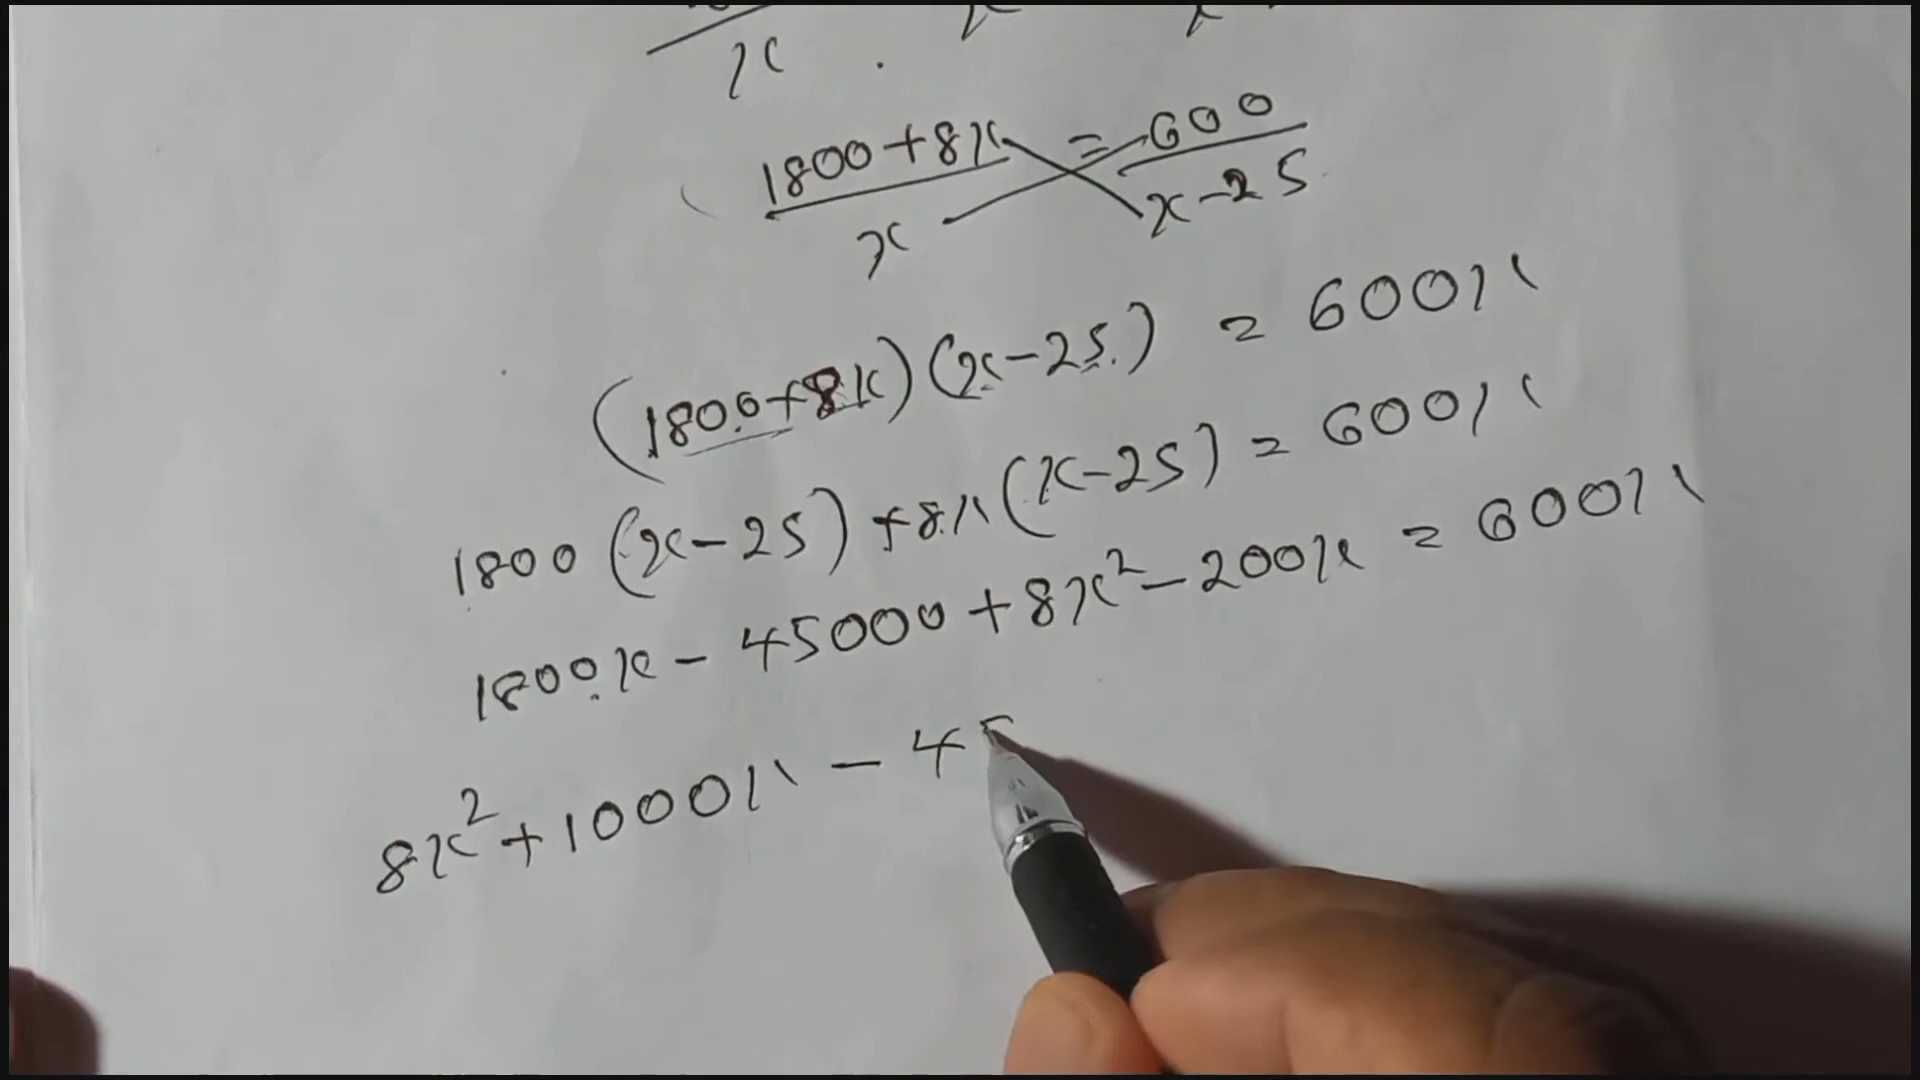 x
1800+8x = 600
x x-25
(1800+8x)(x-25) = 600x
1800(x-25)+8x(x-25) = 600x
1800x - 45000+8x²-200x = 600x
8x²+1000x - 45